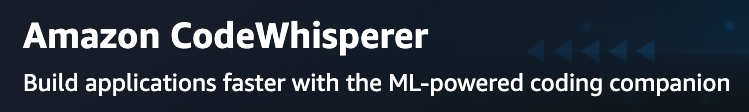 Amazon CodeWhisperer
Build applications faster with the ML-powered coding companion